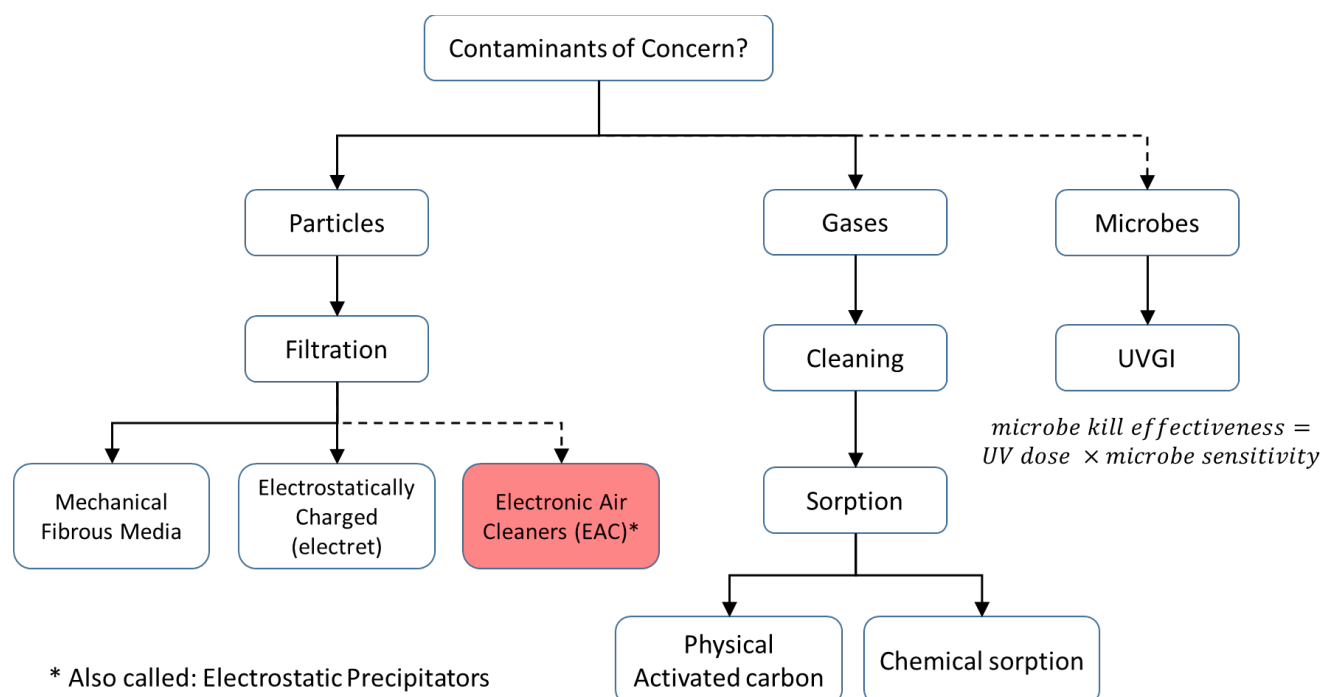 Contaminants of Concern?
Particles
Gases
Microbes
Filtration
Cleaning
UVGI
microbe kill effectiveness =
UV dose × microbe sensitivity
Mechanical
Fibrous Media
Electrostatically
Charged
(electret)
Electronic Air
Cleaners (EAC)*
Sorption
Physical
Activated carbon
Chemical sorption
* Also called: Electrostatic Precipitators